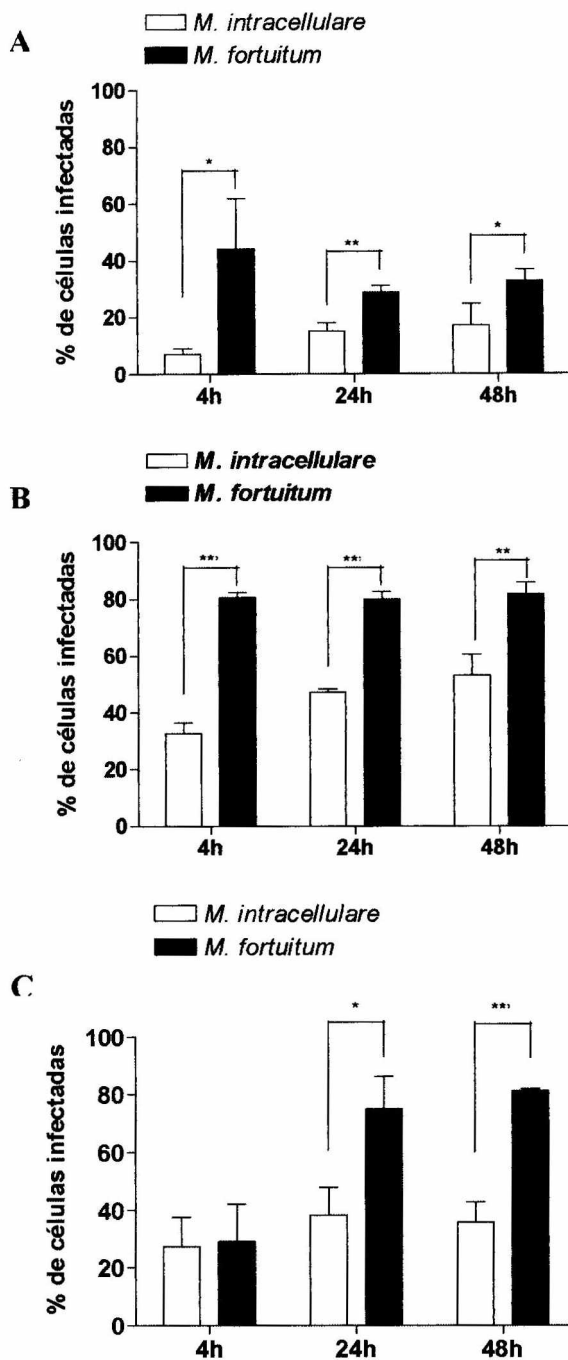 A
M. intracellulare
M. fortuitum
% de células infectadas
100
80
60
40
20
0
*
**
*
4h
24h
48h
B
M. intracellulare
M. fortuitum
% de células infectadas
100
80
60
40
20
0
**
4h
24h
48h
C
M. intracellulare
M. fortuitum
% de células infectadas
100
80
60
40
20
0
*
4h
24h
48h